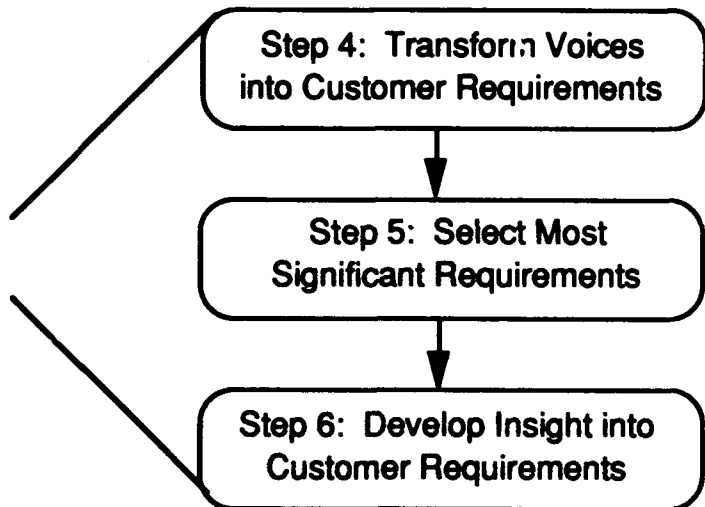 Step 4: Transform Voices
into Customer Requirements
Step 5: Select Most
Significant Requirements
Step 6: Develop Insight into
Customer Requirements